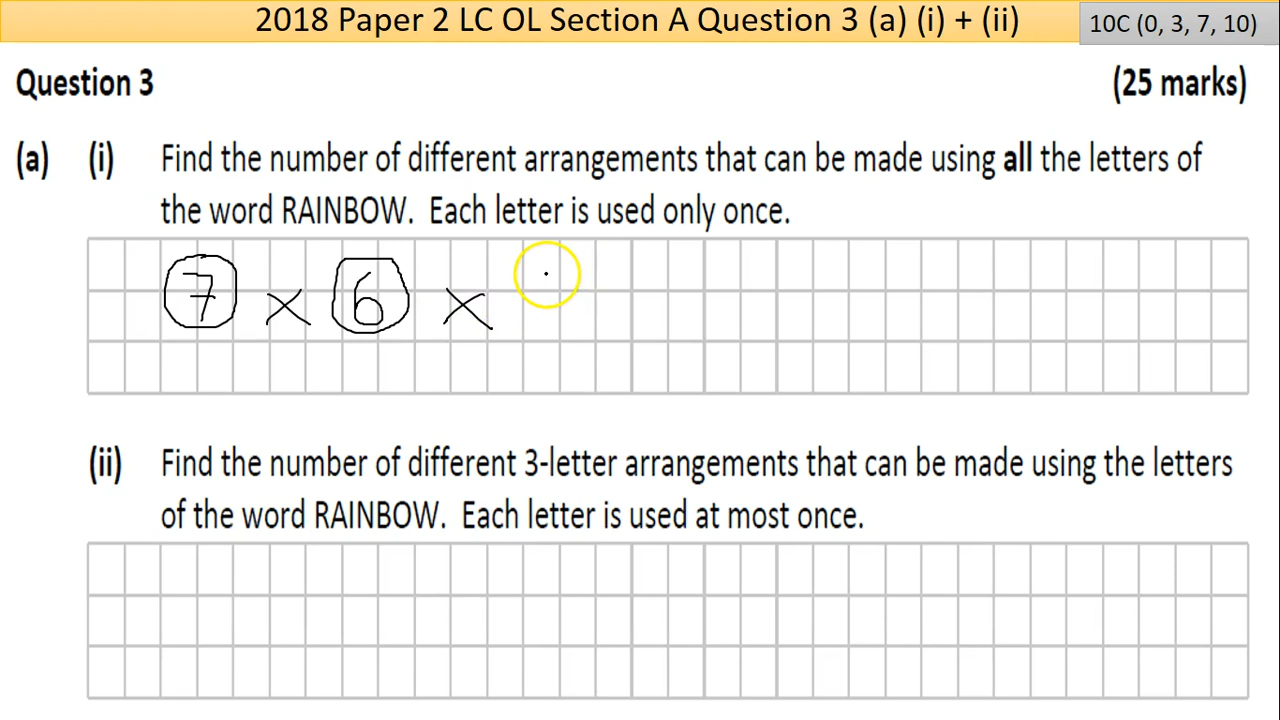 2018 Paper 2 LC OL Section A Question 3 (a) (i) + (ii)
10C (0, 3, 7, 10)
Question 3 (25 marks)
(a) (i) Find the number of different arrangements that can be made using all the letters of
the word RAINBOW. Each letter is used only once.
7 × 6 ×
(ii) Find the number of different 3-letter arrangements that can be made using the letters
of the word RAINBOW. Each letter is used at most once.